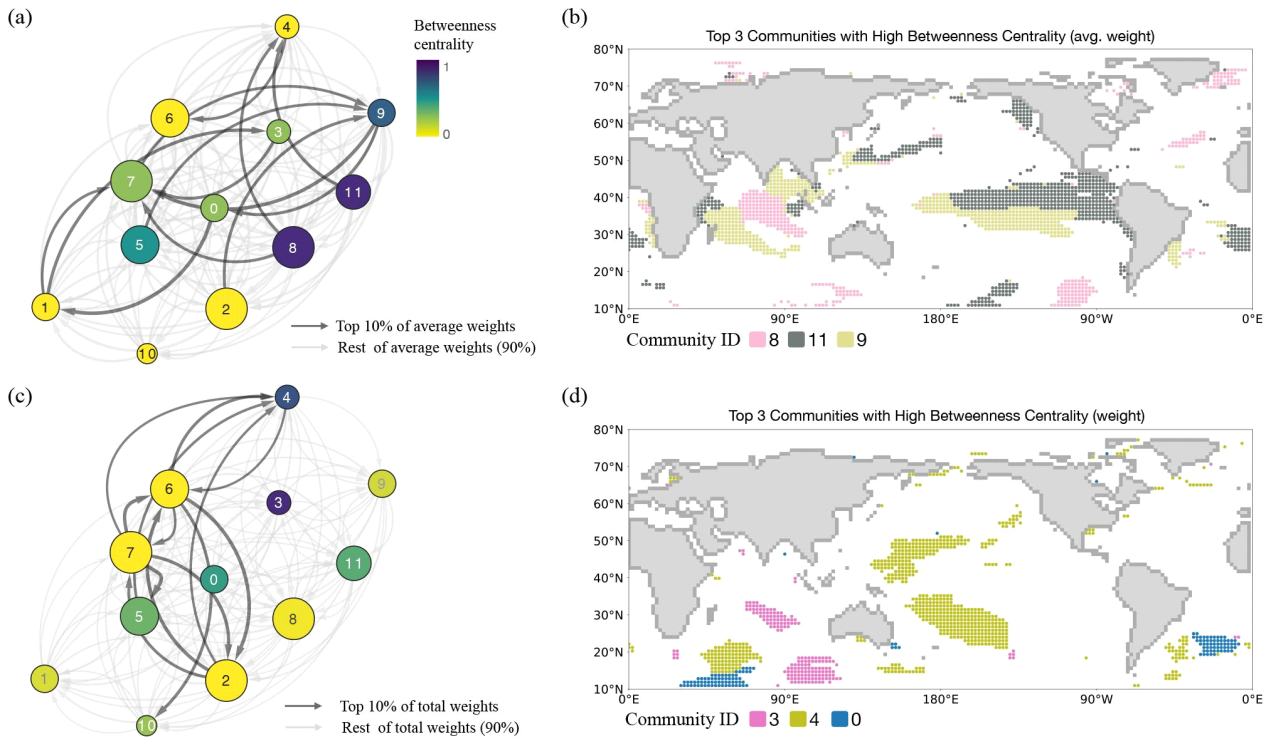 (a)
Betweenness
centrality
1
0
4
6
9
3
7
11
0
5
8
1
2
10
Top 10% of average weights
Rest of average weights (90%)
(b)
Top 3 Communities with High Betweenness Centrality (avg. weight)
80°N
70°N
60°N
50°N
40°N
30°N
20°N
10°N
0°E 90°E 180°E 90°W 0°E
Community ID 8 11 9
(c)
4
6
9
3
7
11
0
5
8
1
2
10
Top 10% of total weights
Rest of total weights (90%)
(d)
Top 3 Communities with High Betweenness Centrality (weight)
80°N
70°N
60°N
50°N
40°N
30°N
20°N
10°N
0°E 90°E 180°E 90°W 0°E
Community ID 3 4 0